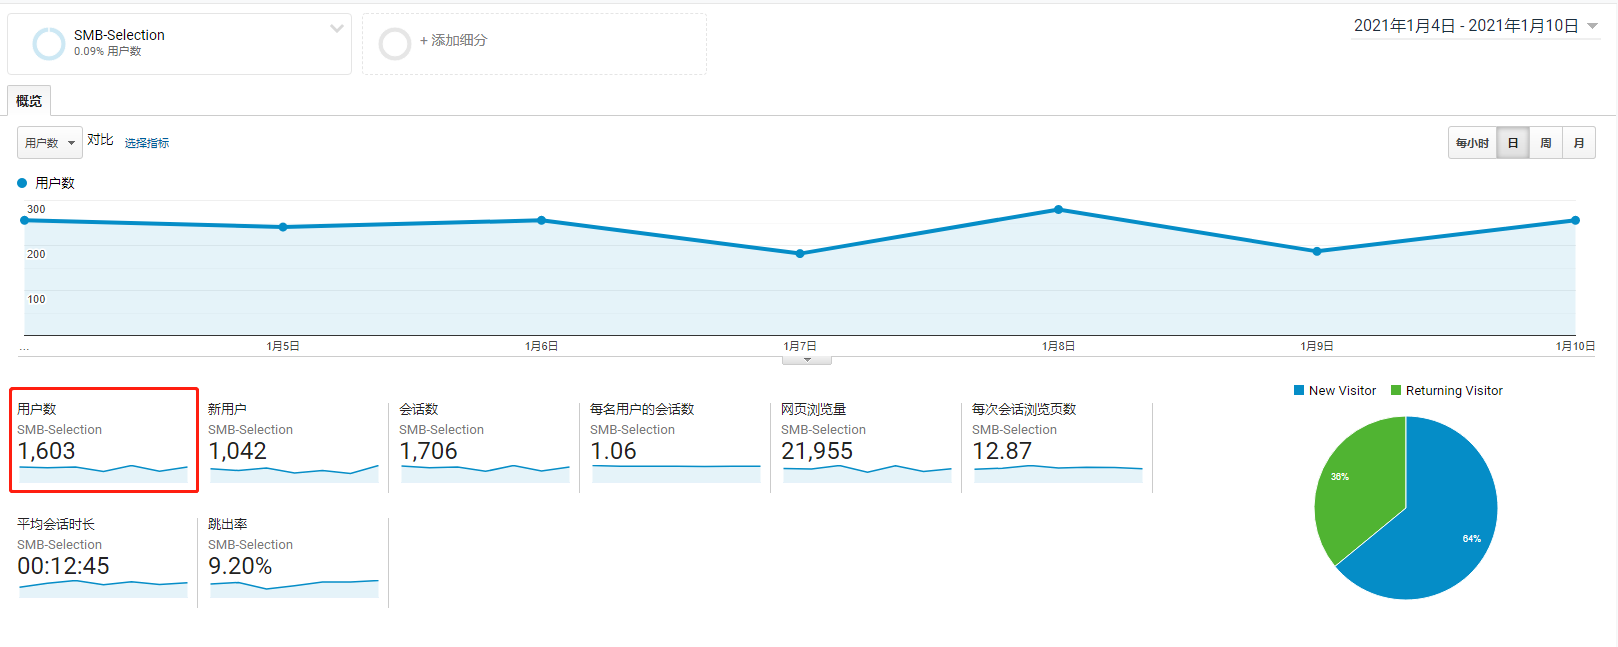 SMB-Selection
0.09% 用户数
+ 添加细分
2021年1月4日 - 2021年1月10日
概览
用户数
对比
选择指标
每小时
日
周
月
用户数
300
200
100
...
1月5日
1月6日
1月7日
1月8日
1月9日
1月10日
用户数
SMB-Selection
1,603
新用户
SMB-Selection
1,042
会话数
SMB-Selection
1,706
每名用户的会话数
SMB-Selection
1.06
网页浏览量
SMB-Selection
21,955
每次会话浏览页数
SMB-Selection
12.87
平均会话时长
SMB-Selection
00:12:45
跳出率
SMB-Selection
9.20%
New Visitor
Returning Visitor
36%
64%